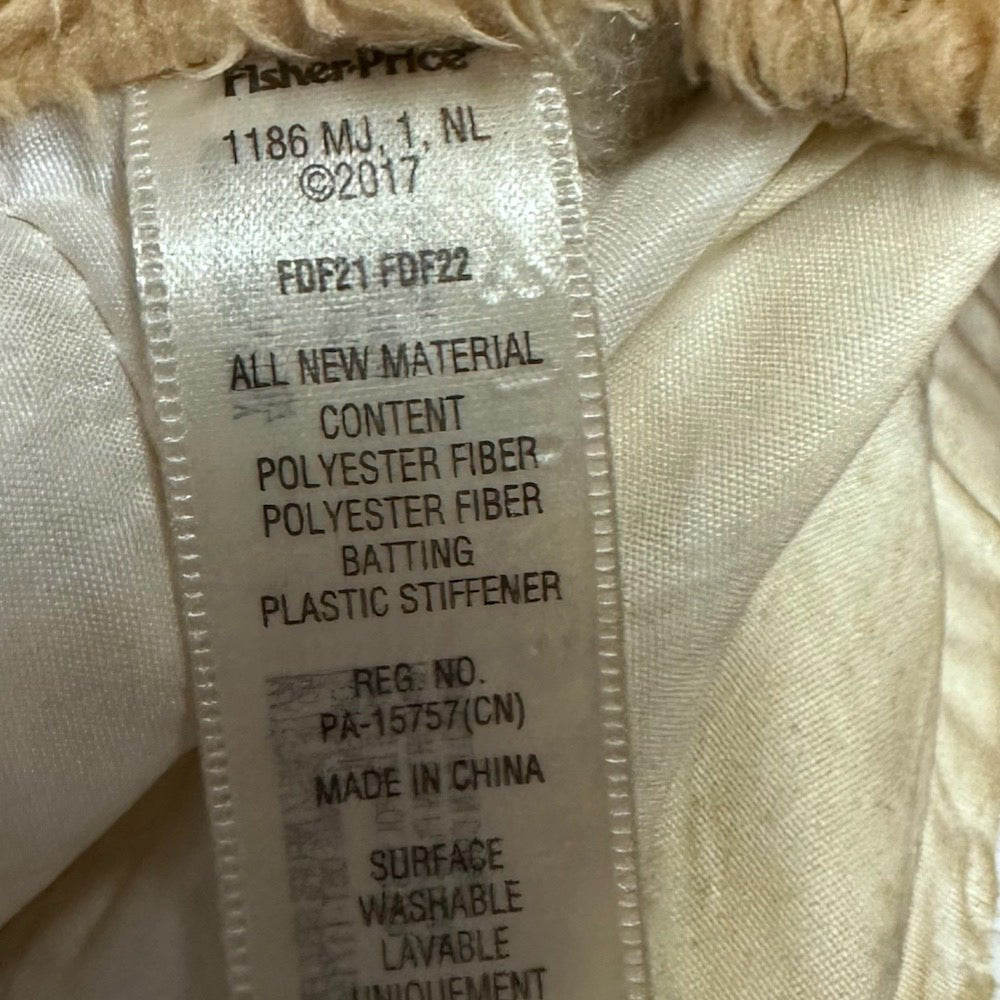 Fisher-Price
1186 MJ, 1, NL
©2017
FDF21 FDF22
ALL NEW MATERIAL
CONTENT
POLYESTER FIBER
POLYESTER FIBER
BATTING
PLASTIC STIFFENER
REG. NO.
PA-15757(CN)
MADE IN CHINA
SURFACE
WASHABLE
LAVABLE
UNIQUEMENT